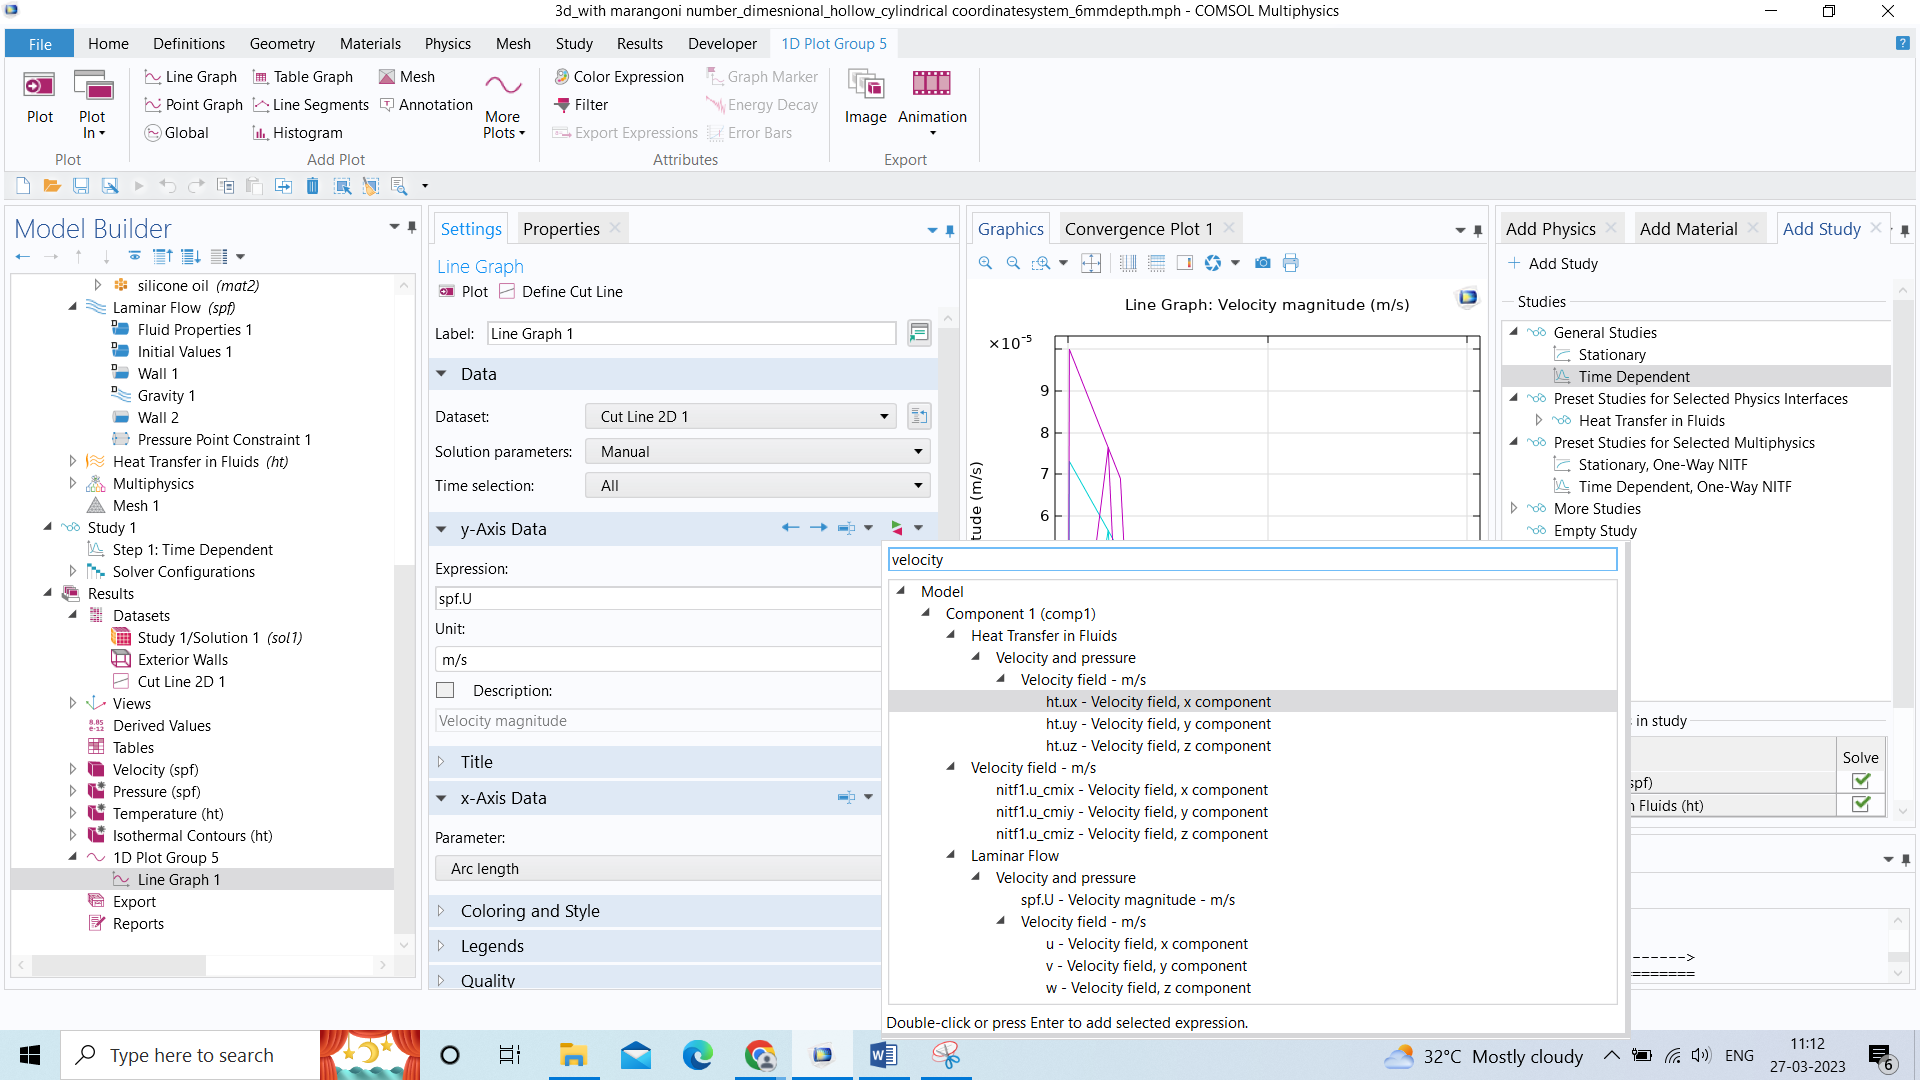 3d_with marangoni number_dimesnional_hollow_cylindrical coordinatesystem_6mmdepth.mph - COMSOL Multiphysics
File Home Definitions Geometry Materials Physics Mesh Study Results Developer 1D Plot Group 5
Plot
Plot In
Plot
Line Graph Table Graph Mesh
Point Graph Line Segments Annotation
Global Histogram
More Plots
Add Plot
Color Expression Graph Marker
Filter Energy Decay
Export Expressions Error Bars
Attributes
Image Animation
Export
Model Builder
silicone oil (mat2)
Laminar Flow (spf)
Fluid Properties 1
Initial Values 1
Wall 1
Gravity 1
Wall 2
Pressure Point Constraint 1
Heat Transfer in Fluids (ht)
Multiphysics
Mesh 1
Study 1
Step 1: Time Dependent
Solver Configurations
Results
Datasets
Study 1/Solution 1 (sol1)
Exterior Walls
Cut Line 2D 1
Views
8.85
e-12
Derived Values
Tables
Velocity (spf)
Pressure (spf)
Temperature (ht)
Isothermal Contours (ht)
1D Plot Group 5
Line Graph 1
Export
Reports
Settings Properties
Line Graph
Plot Define Cut Line
Label: Line Graph 1
Data
Dataset: Cut Line 2D 1
Solution parameters: Manual
Time selection: All
y-Axis Data
Expression:
spf.U
Unit:
m/s
Description:
Velocity magnitude
Title
x-Axis Data
Parameter:
Arc length
Coloring and Style
Legends
Quality
Graphics Convergence Plot 1
Line Graph: Velocity magnitude (m/s)
×10⁻⁵
9
8
7
6
tude (m/s)
velocity
Model
Component 1 (comp1)
Heat Transfer in Fluids
Velocity and pressure
Velocity field - m/s
ht.ux - Velocity field, x component
ht.uy - Velocity field, y component
ht.uz - Velocity field, z component
Velocity field - m/s
nitf1.u_cmix - Velocity field, x component
nitf1.u_cmiy - Velocity field, y component
nitf1.u_cmiz - Velocity field, z component
Laminar Flow
Velocity and pressure
spf.U - Velocity magnitude - m/s
Velocity field - m/s
u - Velocity field, x component
v - Velocity field, y component
w - Velocity field, z component
Double-click or press Enter to add selected expression.
Add Physics Add Material Add Study
Add Study
Studies
General Studies
Stationary
Time Dependent
Preset Studies for Selected Physics Interfaces
Heat Transfer in Fluids
Preset Studies for Selected Multiphysics
Stationary, One-Way NITF
Time Dependent, One-Way NITF
More Studies
Empty Study
in study
Solve
spf)
Fluids (ht)
------>
=======
Type here to search
32°C Mostly cloudy
ENG
11:12
27-03-2023
6